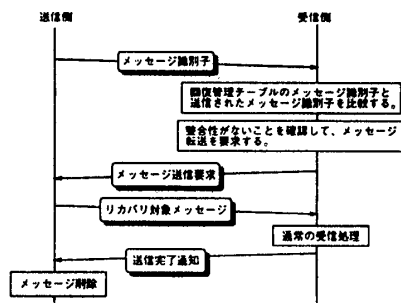 送信側
受信側
メッセージ識別子
回復管理テーブルのメッセージ識別子と
送信されたメッセージ識別子を比較する。
整合性がないことを確認して、メッセージ
転送を要求する。
メッセージ送信要求
リカバリ対象メッセージ
通常の受信処理
送信完了通知
メッセージ削除